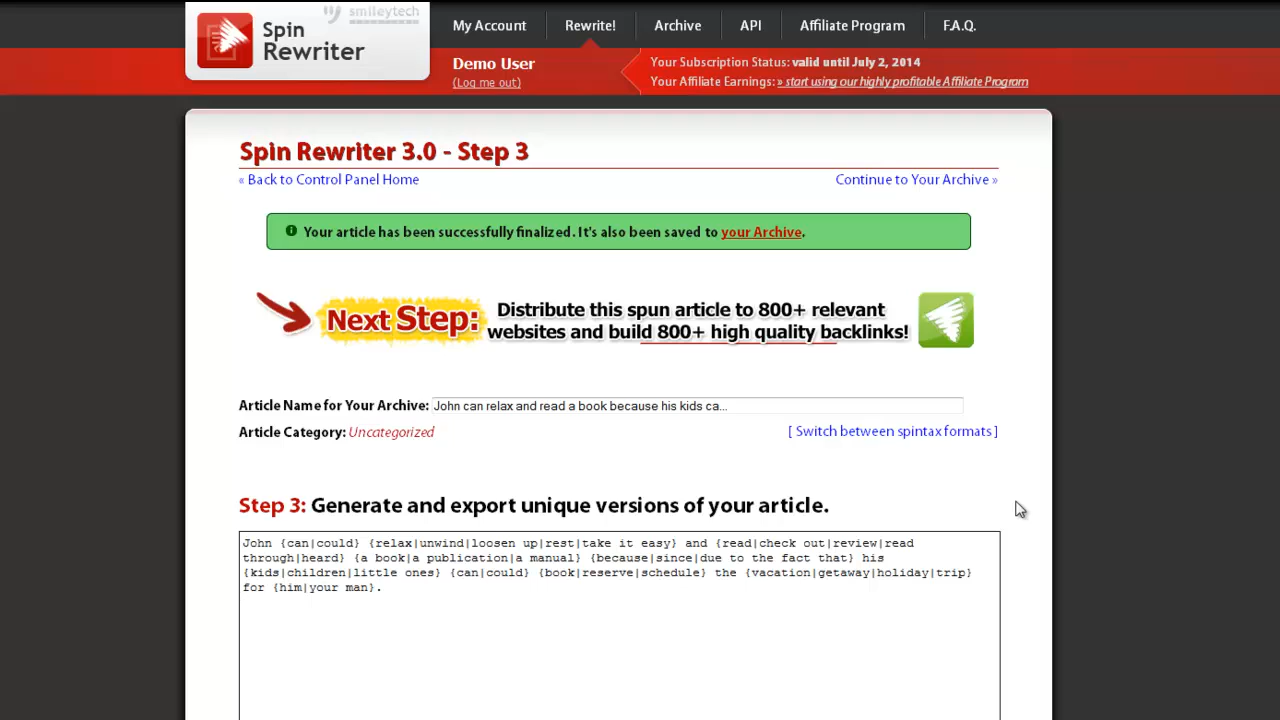 smileytech
Spin
Rewriter
My Account
Rewrite!
Archive
API
Affiliate Program
F.A.Q.
Demo User
(Log me out)
Your Subscription Status: valid until July 2, 2014
Your Affiliate Earnings: » start using our highly profitable Affiliate Program
Spin Rewriter 3.0 - Step 3
« Back to Control Panel Home
Continue to Your Archive »
Your article has been successfully finalized. It's also been saved to your Archive.
Next Step:
Distribute this spun article to 800+ relevant
websites and build 800+ high quality backlinks!
Article Name for Your Archive: John can relax and read a book because his kids ca...
Article Category: Uncategorized
[ Switch between spintax formats ]
Step 3: Generate and export unique versions of your article.
John {can|could} {relax|unwind|loosen up|rest|take it easy} and {read|check out|review|read
through|heard} {a book|a publication|a manual} {because|since|due to the fact that} his
{kids|children|little ones} {can|could} {book|reserve|schedule} the {vacation|getaway|holiday|trip}
for {him|your man}.